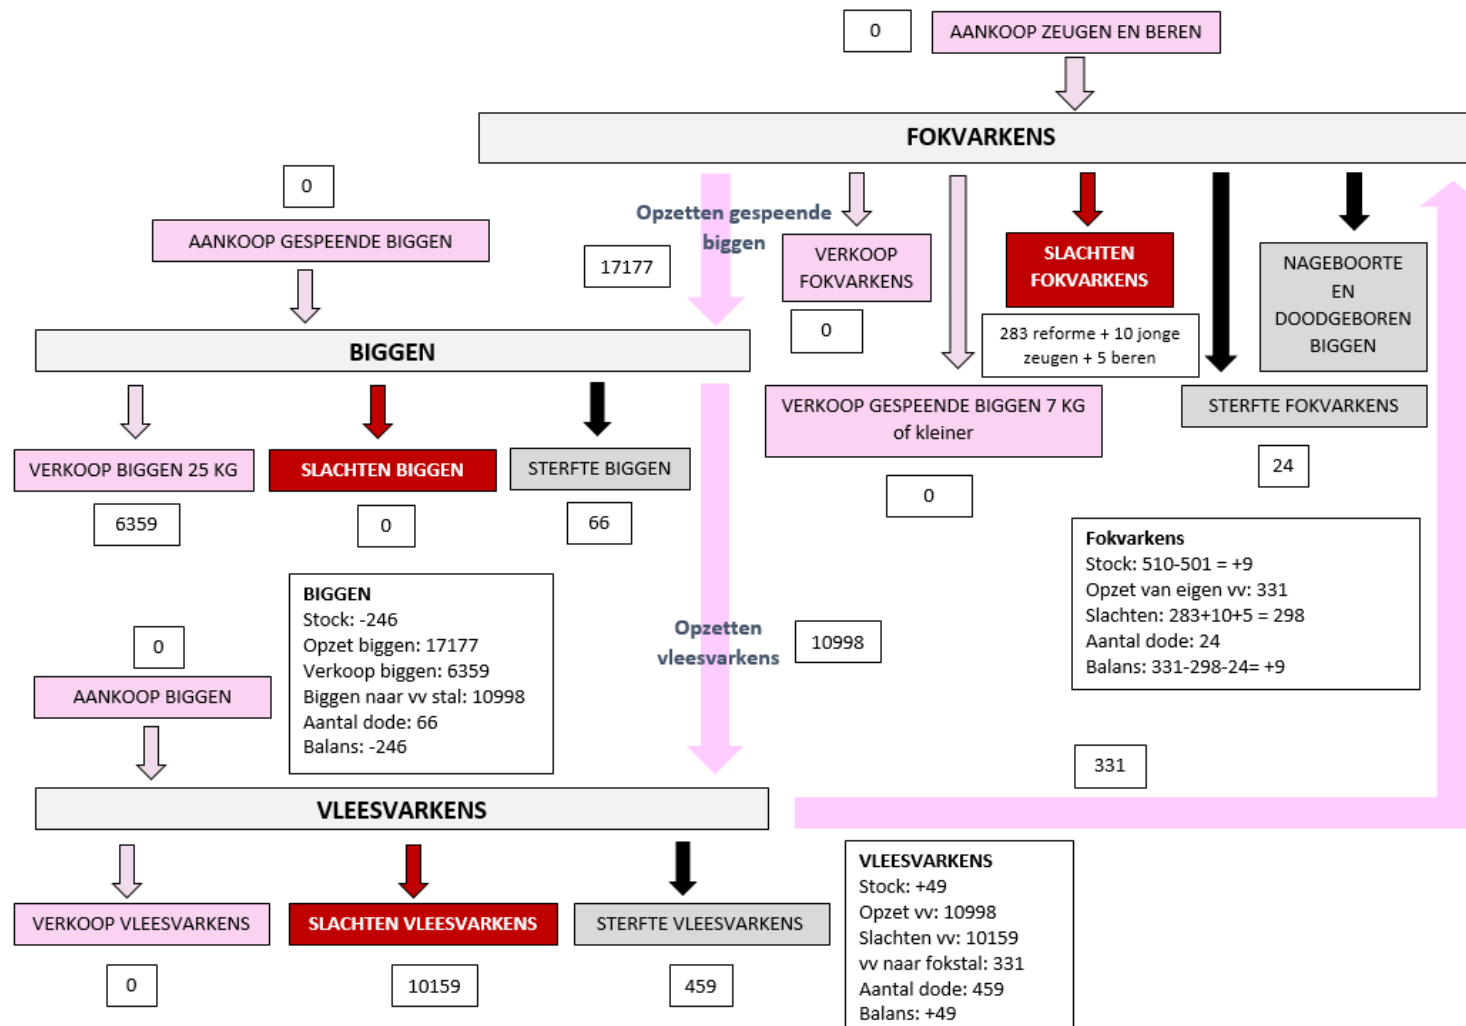 0
AANKOOP ZEUGEN EN BEREN
FOKVARKENS
0
AANKOOP GESPEENDE BIGGEN
Opzetten gespeende
biggen
17177
VERKOOP
FOKVARKENS
0
SLACHTEN
FOKVARKENS
283 reforme + 10 jonge
zeugen + 5 beren
NAGEBOORTE
EN
DOODGEBOREN
BIGGEN
BIGGEN
VERKOOP GESPEENDE BIGGEN 7 KG
of kleiner
0
STERFTE FOKVARKENS
24
VERKOOP BIGGEN 25 KG
6359
SLACHTEN BIGGEN
0
STERFTE BIGGEN
66
Fokvarkens
Stock: 510-501 = +9
Opzet van eigen vv: 331
Slachten: 283+10+5 = 298
Aantal dode: 24
Balans: 331-298-24= +9
BIGGEN
Stock: -246
Opzet biggen: 17177
Verkoop biggen: 6359
Biggen naar vv stal: 10998
Aantal dode: 66
Balans: -246
0
AANKOOP BIGGEN
Opzetten
vleesvarkens
10998
331
VLEESVARKENS
VERKOOP VLEESVARKENS
0
SLACHTEN VLEESVARKENS
10159
STERFTE VLEESVARKENS
459
VLEESVARKENS
Stock: +49
Opzet vv: 10998
Slachten vv: 10159
vv naar fokstal: 331
Aantal dode: 459
Balans: +49